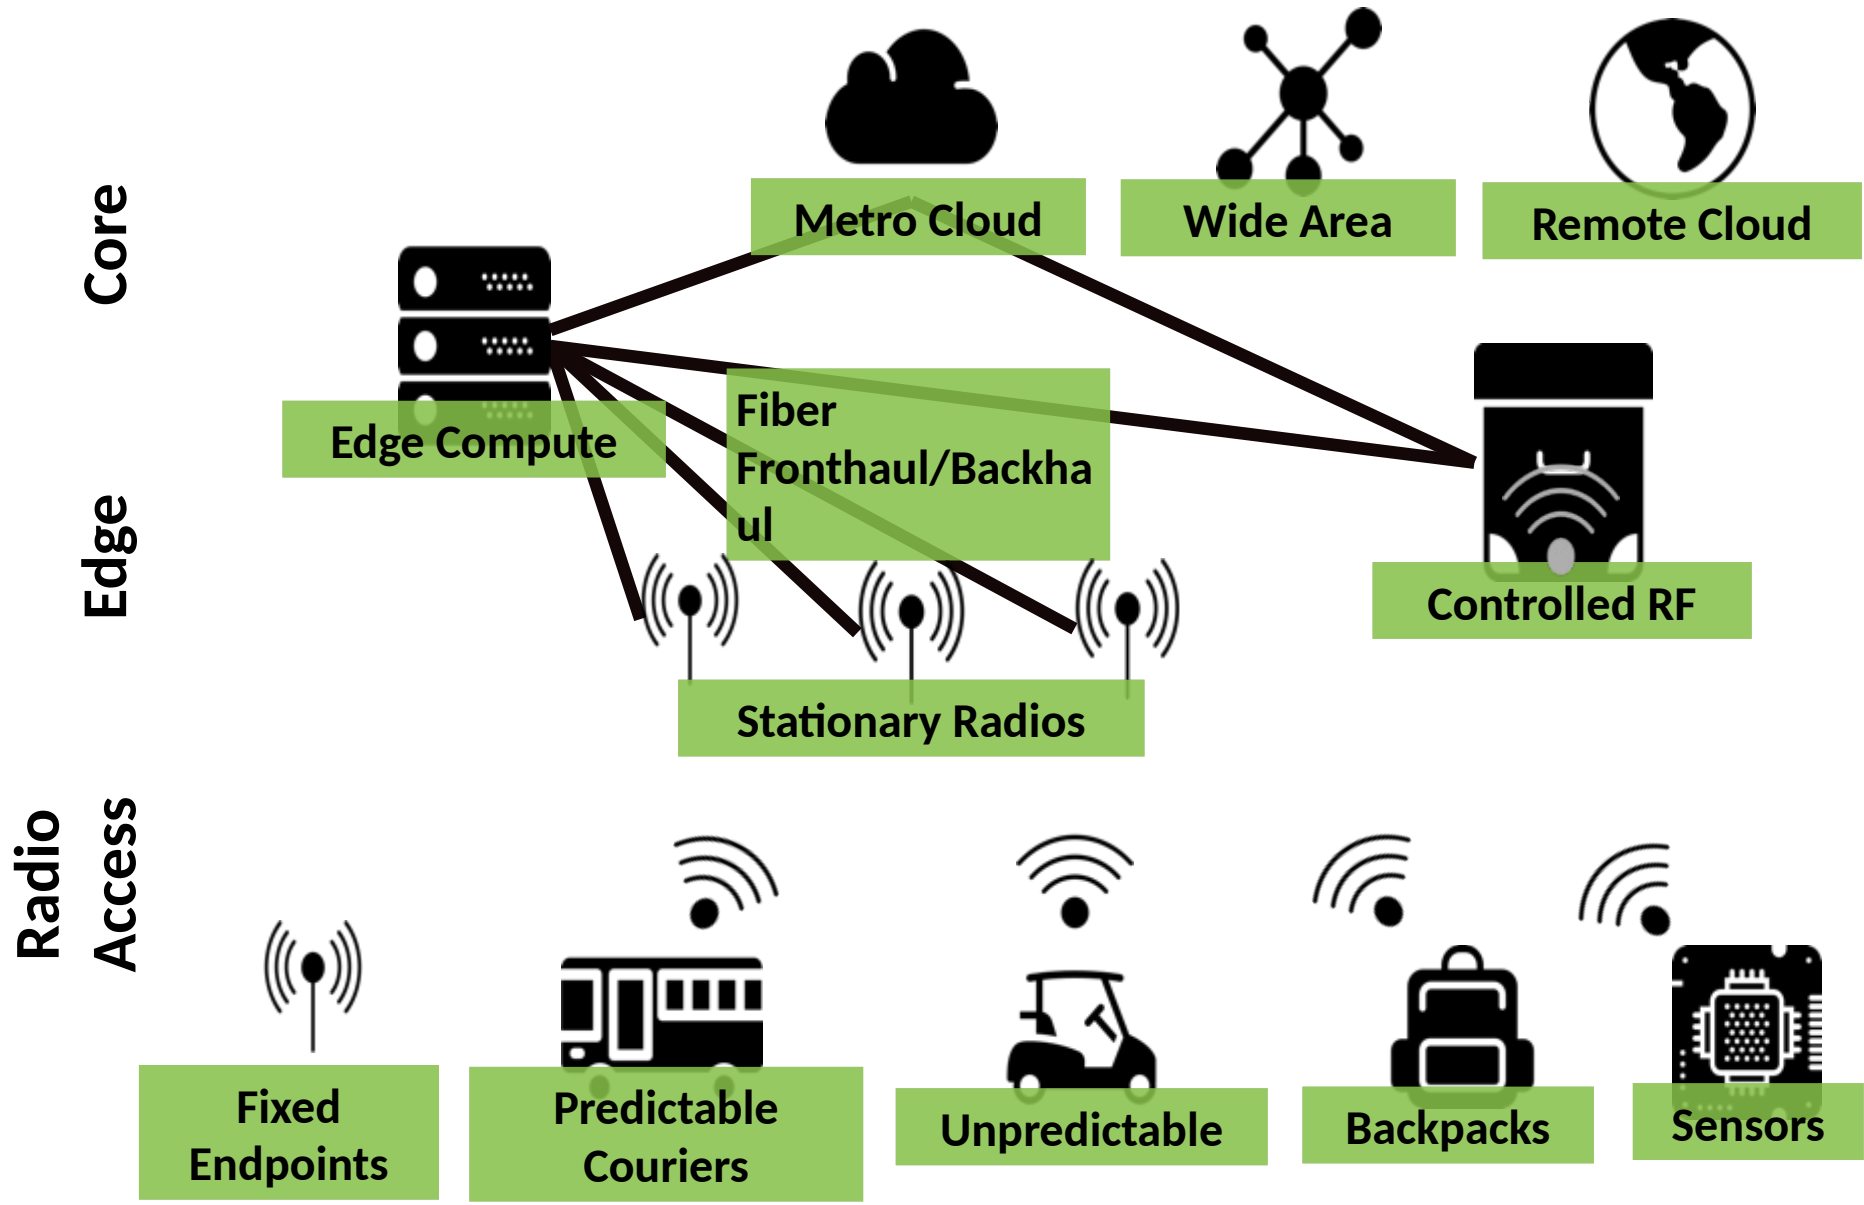 Core
Metro Cloud
Wide Area
Remote Cloud
Edge
Edge Compute
Fiber
Fronthaul/Backha
ul
Controlled RF
Stationary Radios
Radio
Access
Fixed
Endpoints
Predictable
Couriers
Unpredictable
Backpacks
Sensors